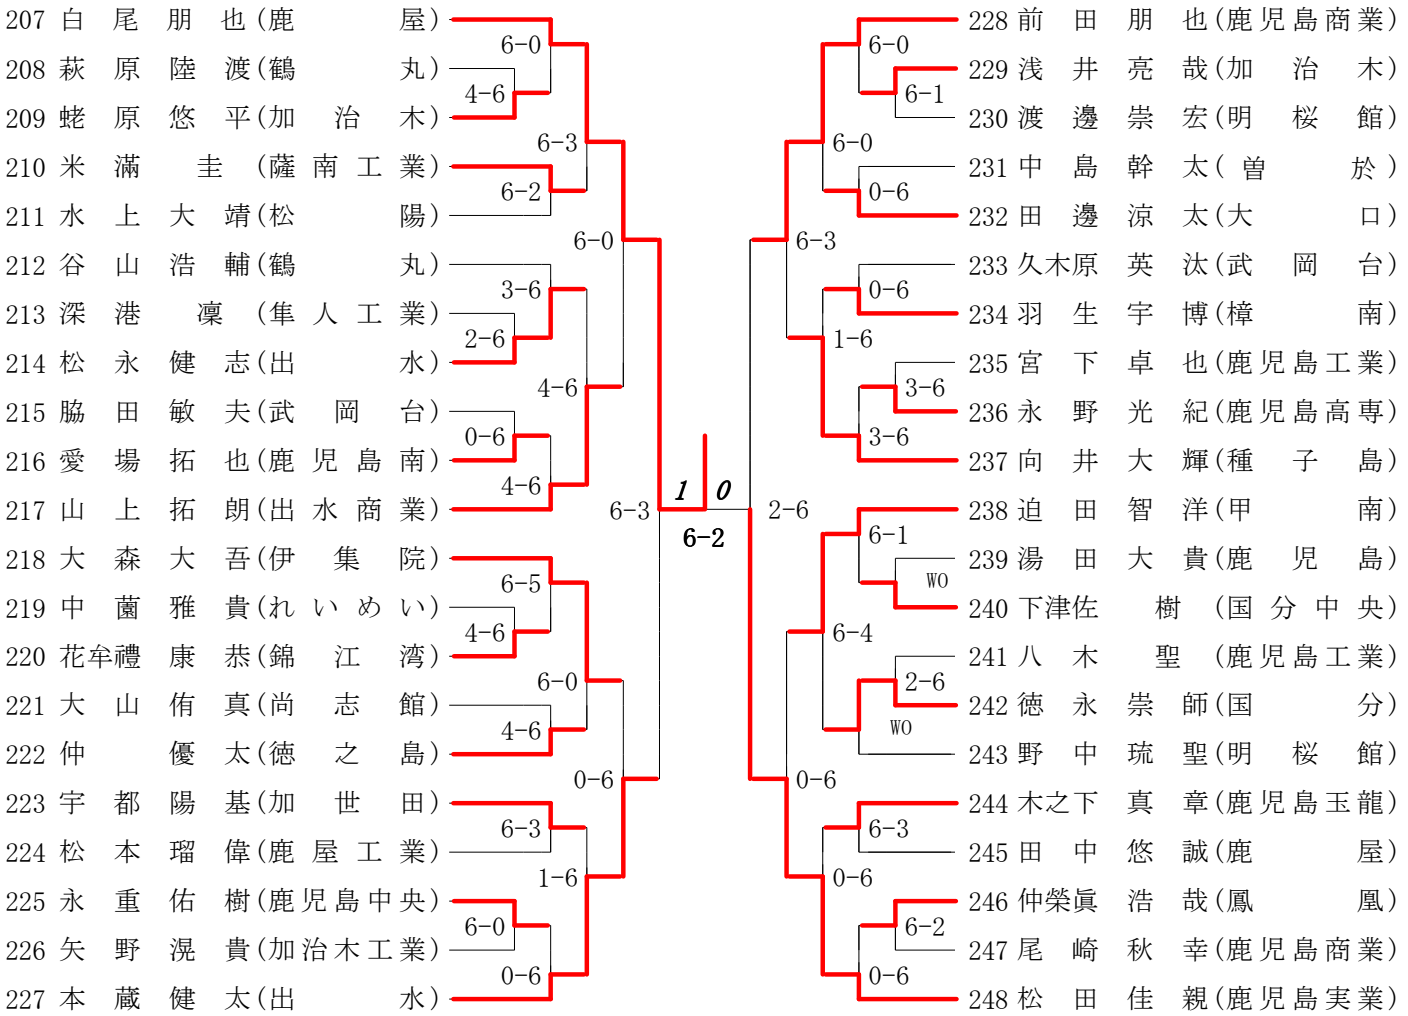 207 白尾朋也(鹿屋)
6-0
208 萩原陸渡(鶴丸)
4-6
209 蛯原悠平(加治木)
6-3
210 米滿圭(薩南工業)
6-2
211 水上大靖(松陽)
6-0
212 谷山浩輔(鶴丸)
3-6
213 深港凜(隼人工業)
2-6
214 松永健志(出水)
4-6
215 脇田敏夫(武岡台)
0-6
216 愛場拓也(鹿児島南)
4-6
217 山上拓朗(出水商業)
6-3
218 大森大吾(伊集院)
6-5
219 中薗雅貴(れいめい)
4-6
220 花牟禮康恭(錦江湾)
6-0
221 大山侑真(尚志館)
4-6
222 仲優太(徳之島)
0-6
223 宇都陽基(加世田)
6-3
224 松本瑠偉(鹿屋工業)
1-6
225 永重佑樹(鹿児島中央)
6-0
226 矢野滉貴(加治木工業)
0-6
227 本蔵健太(出水)
1 0
6-2
228 前田朋也(鹿児島商業)
6-0
229 浅井亮哉(加治木)
6-1
230 渡邊崇宏(明桜館)
6-0
231 中島幹太(曽於)
0-6
232 田邊涼太(大口)
6-3
233 久木原英汰(武岡台)
0-6
234 羽生宇博(樟南)
1-6
235 宮下卓也(鹿児島工業)
3-6
236 永野光紀(鹿児島高専)
3-6
237 向井大輝(種子島)
2-6
238 迫田智洋(甲南)
6-1
239 湯田大貴(鹿児島)
WO
240 下津佐樹(国分中央)
6-4
241 八木聖(鹿児島工業)
2-6
242 徳永崇師(国分)
WO
243 野中琉聖(明桜館)
0-6
244 木之下真章(鹿児島玉龍)
6-3
245 田中悠誠(鹿屋)
0-6
246 仲榮眞浩哉(鳳凰)
6-2
247 尾崎秋幸(鹿児島商業)
0-6
248 松田佳親(鹿児島実業)